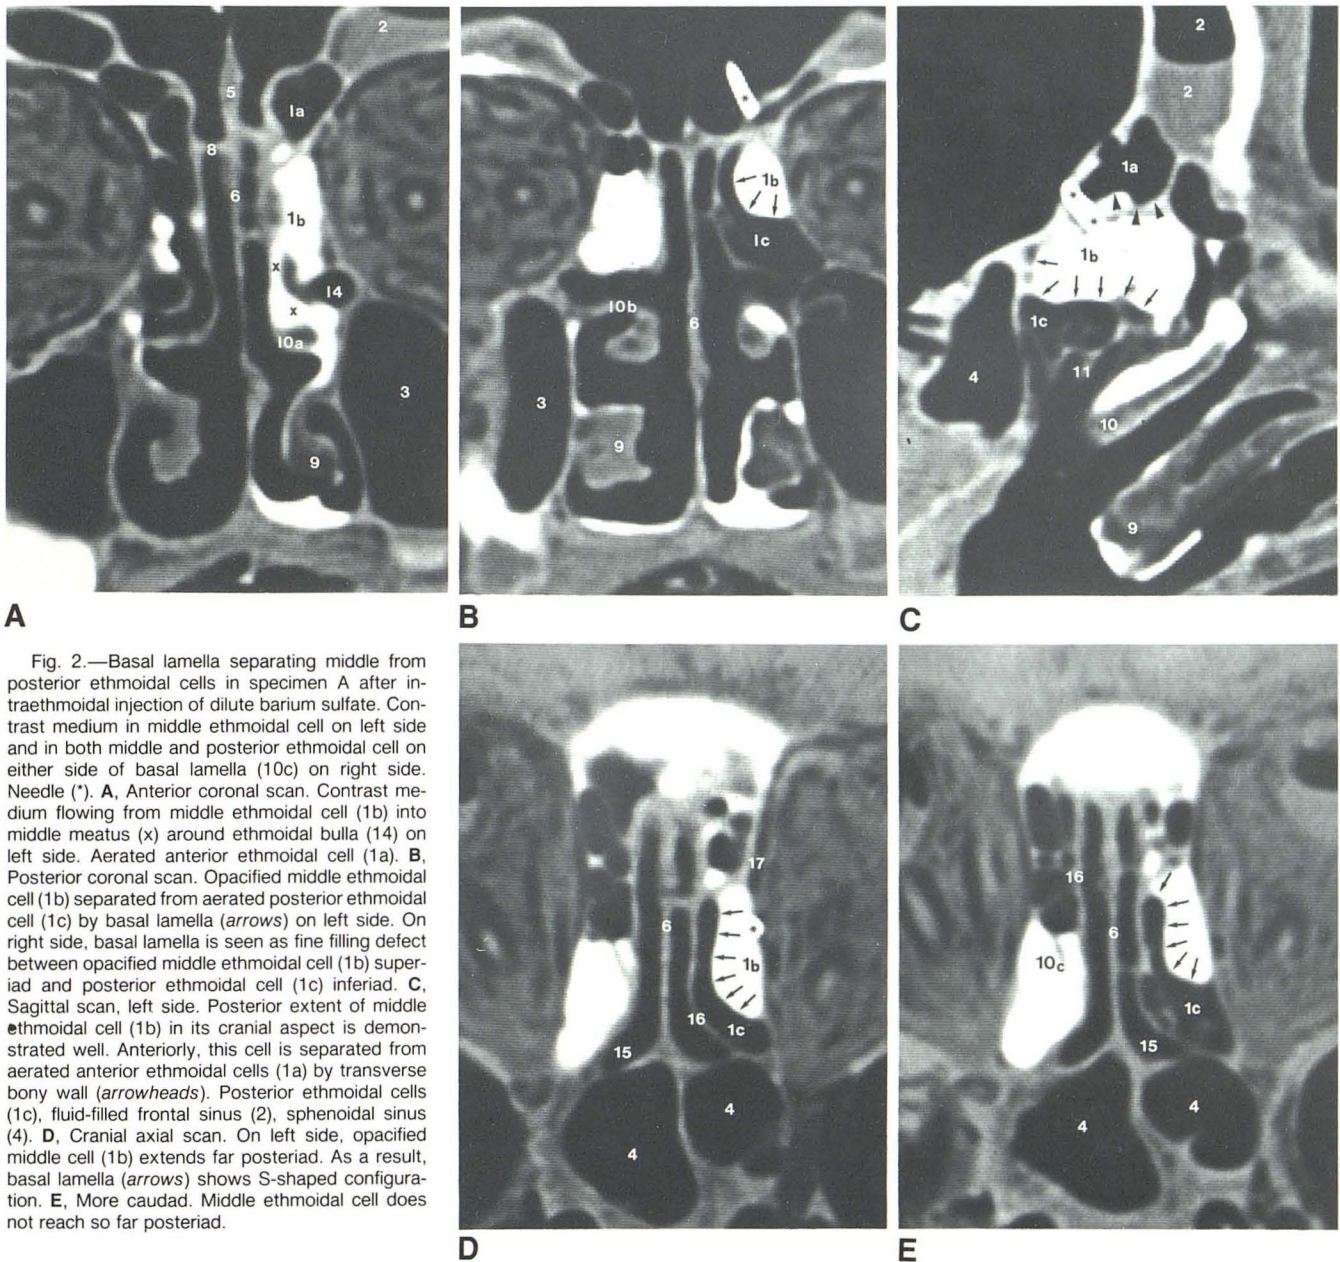 2
5
1a
8
6
1b
x
14
x
10a
3
9
A
*
1b
1c
10b
6
3
9
B
2
2
1a
*
*
1b
1c
4
11
10
9
C
Fig. 2.—Basal lamella separating middle from
posterior ethmoidal cells in specimen A after in-
traethmoidal injection of dilute barium sulfate. Con-
trast medium in middle ethmoidal cell on left side
and in both middle and posterior ethmoidal cell on
either side of basal lamella (10c) on right side.
Needle (*). A, Anterior coronal scan. Contrast me-
dium flowing from middle ethmoidal cell (1b) into
middle meatus (x) around ethmoidal bulla (14) on
left side. Aerated anterior ethmoidal cell (1a). B,
Posterior coronal scan. Opacified middle ethmoidal
cell (1b) separated from aerated posterior ethmoidal
cell (1c) by basal lamella (arrows) on left side. On
right side, basal lamella is seen as fine filling defect
between opacified middle ethmoidal cell (1b) super-
iad and posterior ethmoidal cell (1c) inferiad. C,
Sagittal scan, left side. Posterior extent of middle
ethmoidal cell (1b) in its cranial aspect is demon-
strated well. Anteriorly, this cell is separated from
aerated anterior ethmoidal cells (1a) by transverse
bony wall (arrowheads). Posterior ethmoidal cells
(1c), fluid-filled frontal sinus (2), sphenoidal sinus
(4). D, Cranial axial scan. On left side, opacified
middle cell (1b) extends far posteriad. As a result,
basal lamella (arrows) shows S-shaped configura-
tion. E, More caudad. Middle ethmoidal cell does
not reach so far posteriad.
17
6
*
1b
16
1c
15
4
4
D
16
6
10c
1c
15
4
4
E